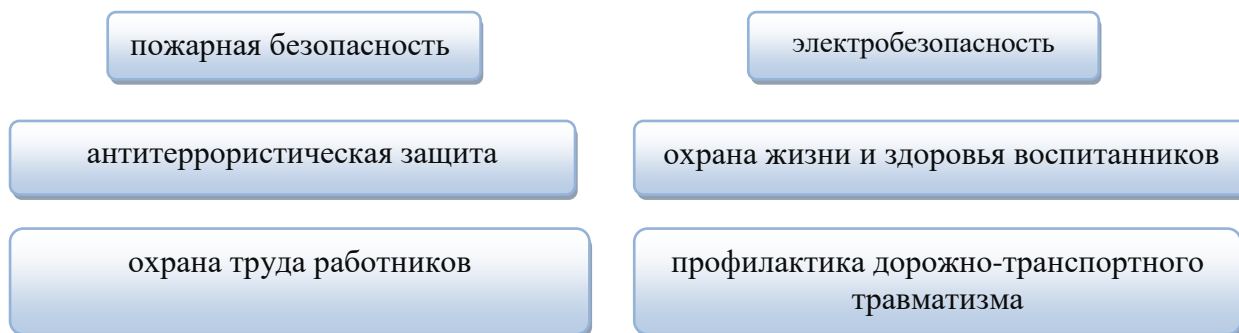 пожарная безопасность
электробезопасность
антитеррористическая защита
охрана жизни и здоровья воспитанников
охрана труда работников
профилактика дорожно-транспортного
травматизма